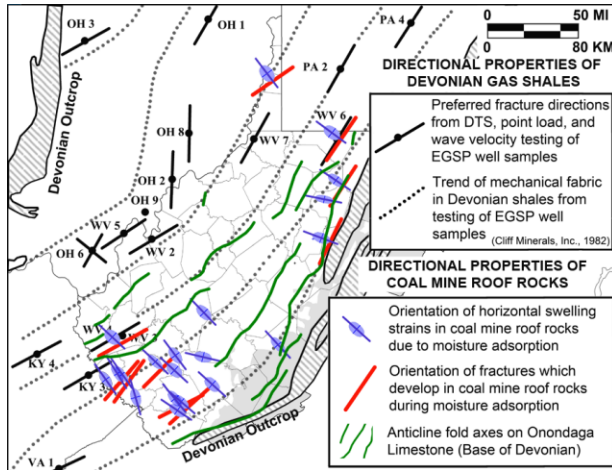 OH 3
OH 1
PA 4
0 50 MI
0 80 KM
PA 2
DIRECTIONAL PROPERTIES OF
DEVONIAN GAS SHALES
Preferred fracture directions
from DTS, point load, and
wave velocity testing of
EGSP well samples
Trend of mechanical fabric
in Devonian shales from
testing of EGSP well
samples
(Cliff Minerals, Inc., 1982)
Devonian Outcrop
OH 8
WV 7
WV 6
OH 2
OH 9
WV 5
OH 6
WV 2
DIRECTIONAL PROPERTIES OF
COAL MINE ROOF ROCKS
Orientation of horizontal swelling
strains in coal mine roof rocks
due to moisture adsorption
Orientation of fractures which
develop in coal mine roof rocks
during moisture adsorption
Anticline fold axes on Onondaga
Limestone (Base of Devonian)
WV
KY 4
KY 3
VA 1
Devonian Outcrop